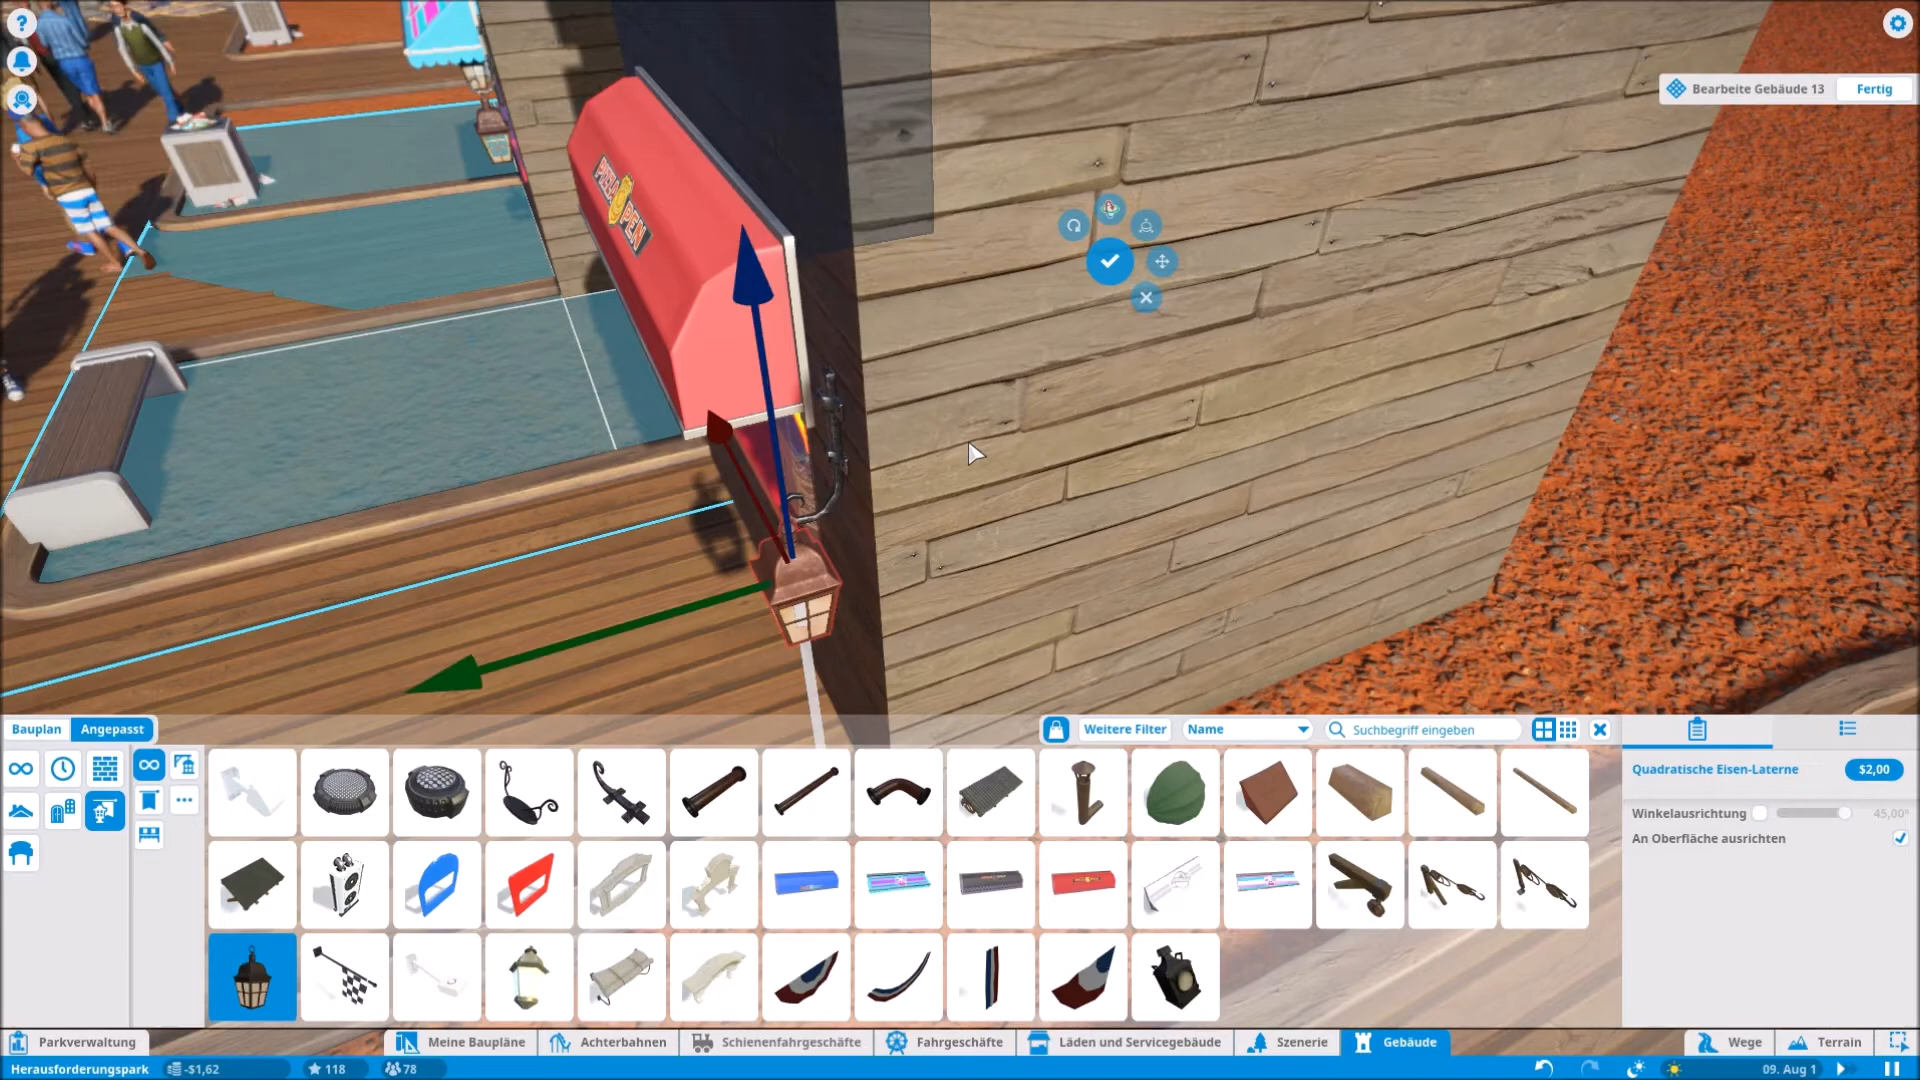 PIZZA PEN
Bearbeite Gebäude 13
Fertig
Bauplan
Angepasst
Weitere Filter
Name
Suchbegriff eingeben
Quadratische Eisen-Laterne
$2,00
Winkelausrichtung
45,00°
An Oberfläche ausrichten
Parkverwaltung
Meine Baupläne
Achterbahnen
Schienenfahrgeschäfte
Fahrgeschäfte
Läden und Servicegebäude
Szenerie
Gebäude
Wege
Terrain
Herausforderungspark
-$1,62
118
78
09. Aug 1